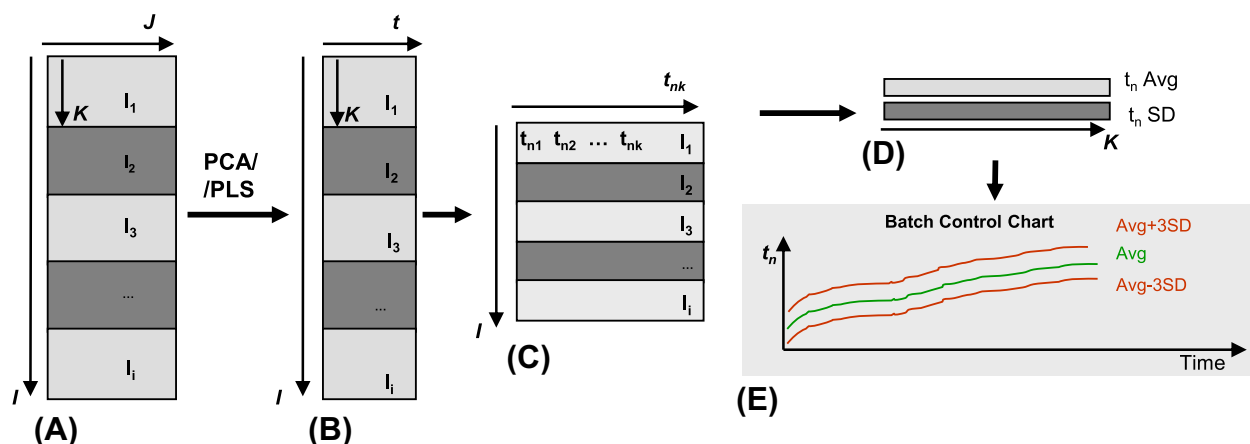 J
K
I1
I2
I3
...
Ii
I
(A)
PCA/
/PLS
t
K
I1
I2
I3
...
Ii
I
(B)
tnk
tn1 tn2 ... tnk I1
I2
I3
...
Ii
I
(C)
tn Avg
tn SD
K
(D)
Batch Control Chart
Avg+3SD
Avg
Avg-3SD
tn
Time
(E)